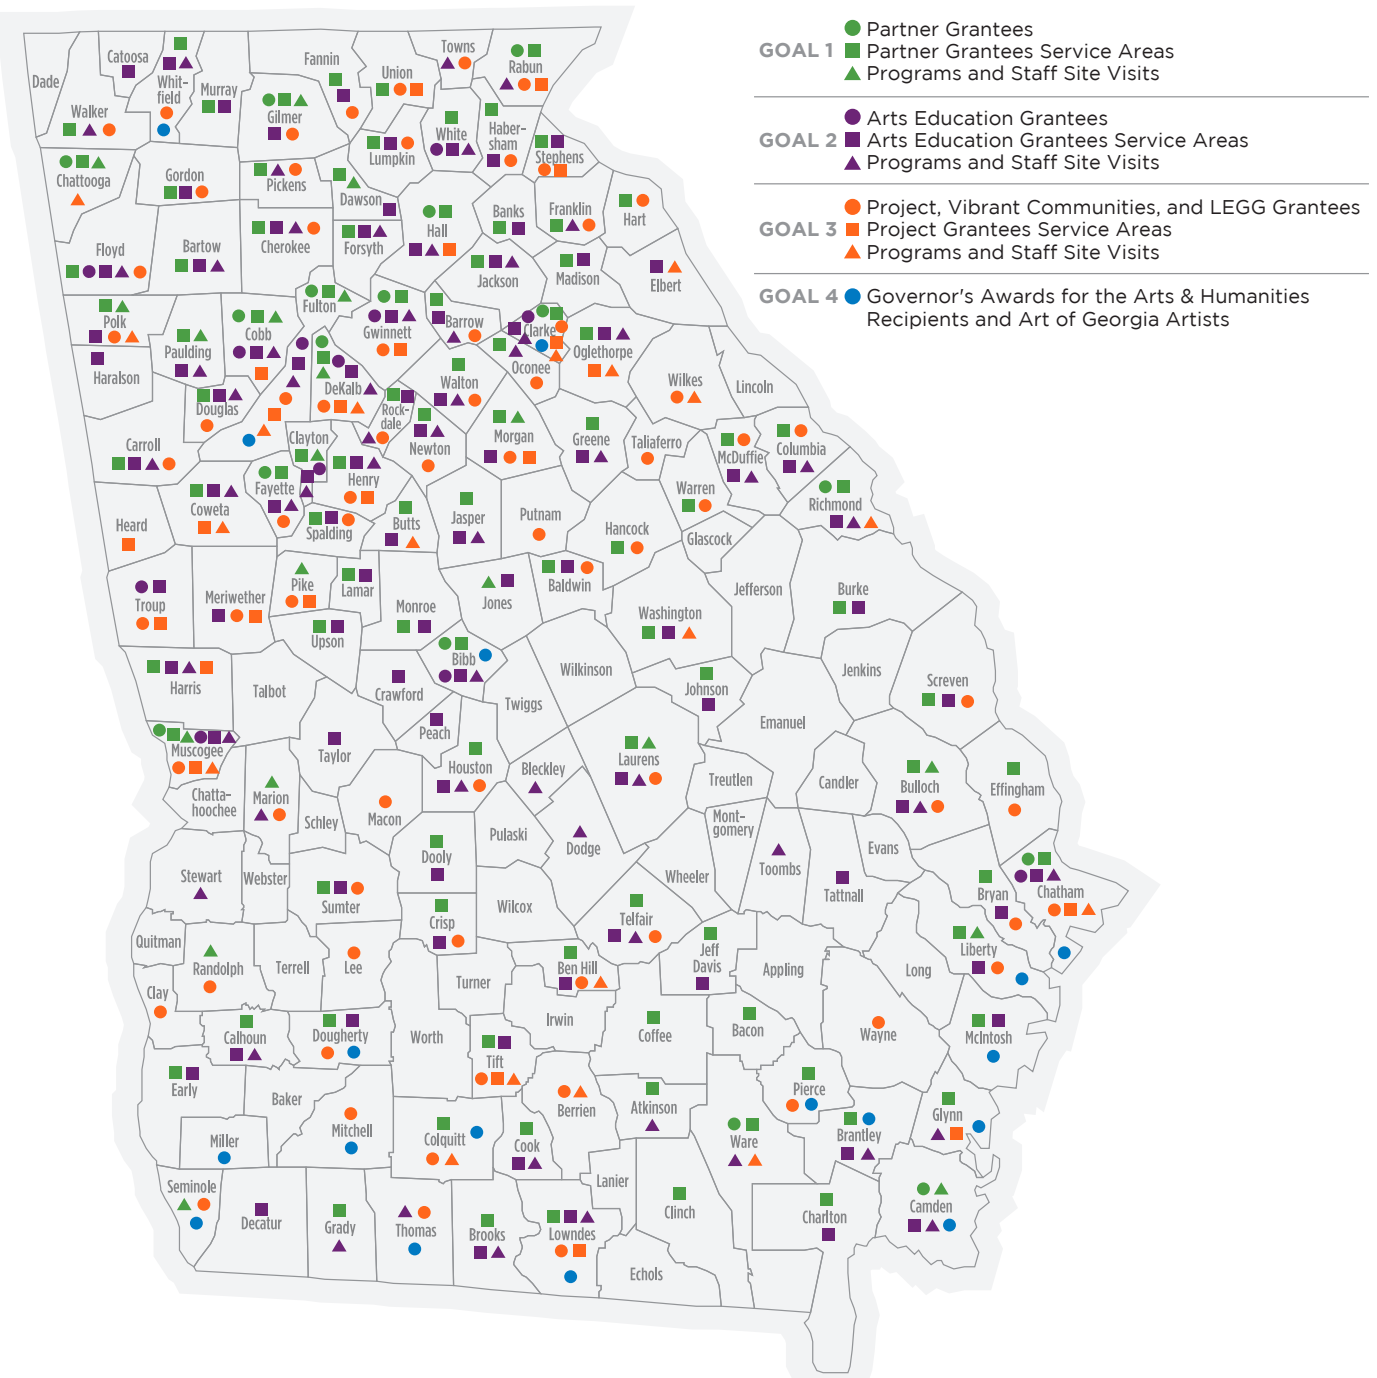 GOAL 1
Partner Grantees
Partner Grantees Service Areas
Programs and Staff Site Visits
GOAL 2
Arts Education Grantees
Arts Education Grantees Service Areas
Programs and Staff Site Visits
GOAL 3
Project, Vibrant Communities, and LEGG Grantees
Project Grantees Service Areas
Programs and Staff Site Visits
GOAL 4
Governor's Awards for the Arts & Humanities
Recipients and Art of Georgia Artists
Dade
Catoosa
Whit-
field
Walker
Murray
Fannin
Gilmer
Union
Towns
Rabun
White
Haber-
sham
Stephens
Lumpkin
Chattooga
Gordon
Pickens
Dawson
Hall
Banks
Franklin
Hart
Floyd
Bartow
Cherokee
Forsyth
Jackson
Madison
Elbert
Polk
Haralson
Paulding
Cobb
Fulton
Gwinnett
Barrow
Clarke
Oconee
Oglethorpe
Wilkes
Lincoln
Douglas
DeKalb
Rock-
dale
Walton
Newton
Morgan
Greene
Taliaferro
McDuffie
Columbia
Richmond
Carroll
Clayton
Fayette
Henry
Heard
Coweta
Spalding
Butts
Jasper
Putnam
Hancock
Warren
Glascock
Jefferson
Burke
Troup
Meriwether
Pike
Lamar
Upson
Monroe
Jones
Baldwin
Washington
Jenkins
Screven
Harris
Talbot
Crawford
Bibb
Peach
Twiggs
Wilkinson
Johnson
Emanuel
Muscogee
Chatta-
hoochee
Marion
Taylor
Schley
Macon
Houston
Bleckley
Laurens
Treutlen
Candler
Bulloch
Effingham
Stewart
Webster
Sumter
Dooly
Pulaski
Dodge
Wheeler
Mont-
gomery
Toombs
Tattnall
Evans
Bryan
Chatham
Quitman
Randolph
Terrell
Lee
Crisp
Wilcox
Telfair
Jeff
Davis
Appling
Long
Liberty
Clay
Calhoun
Dougherty
Worth
Turner
Ben Hill
Irwin
Coffee
Bacon
Wayne
McIntosh
Early
Baker
Mitchell
Miller
Colquitt
Tift
Berrien
Cook
Atkinson
Ware
Pierce
Brantley
Glynn
Seminole
Decatur
Grady
Thomas
Brooks
Lowndes
Lanier
Echols
Clinch
Charlton
Camden